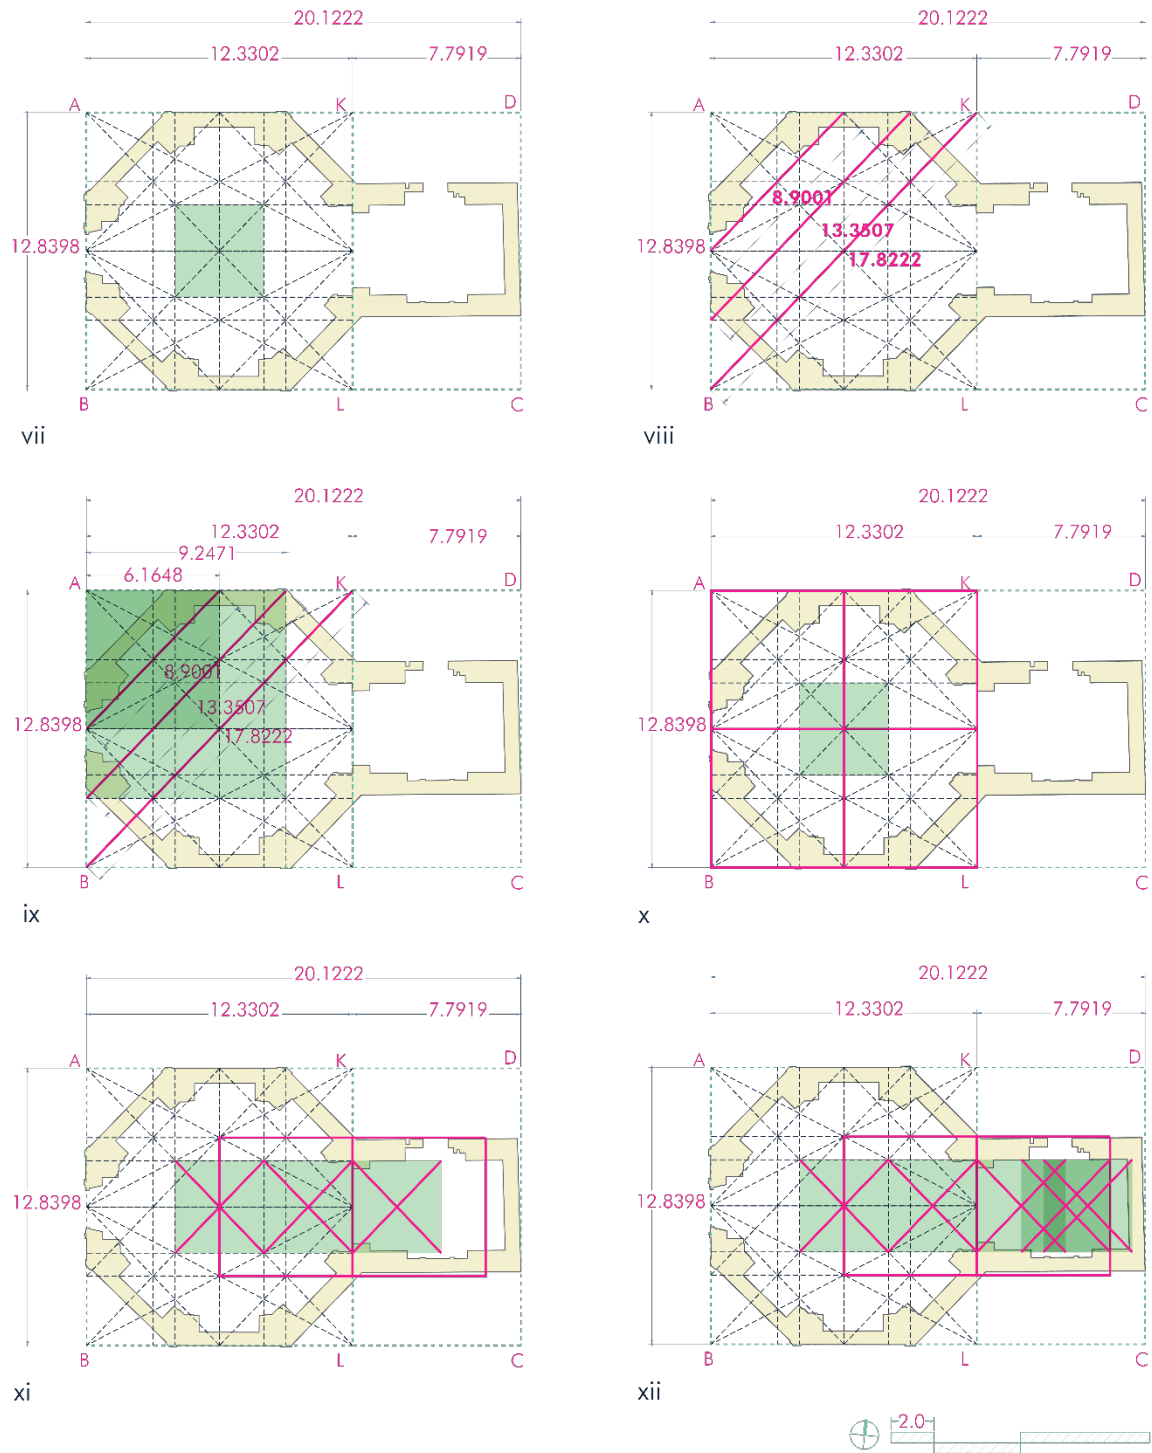 20.1222
12.3302 7.7919
A K D
12.8398
B L C
vii
20.1222
12.3302 7.7919
A K D
8.9001
13.3507
12.8398
17.8222
B L C
viii
20.1222
12.3302 7.7919
9.2471
6.1648
A K D
8.9001
13.3507
12.8398
17.8222
B L C
ix
20.1222
12.3302 7.7919
A K D
12.8398
B L C
x
20.1222
12.3302 7.7919
A K D
12.8398
B L C
xi
20.1222
12.3302 7.7919
A K D
12.8398
B L C
xii
2.0